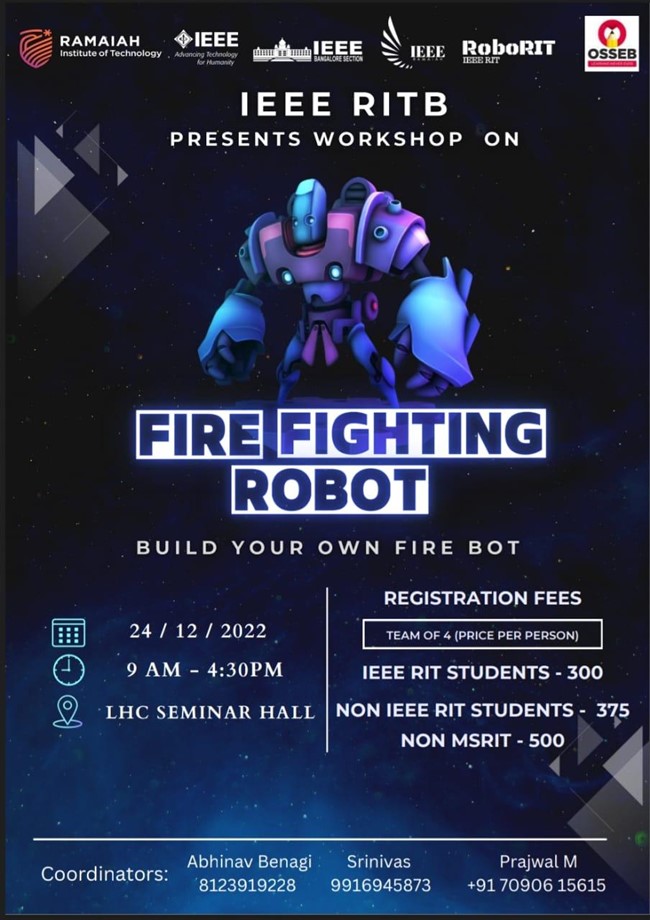 RAMAIAH
Institute of Technology
IEEE
Advancing Technology
for Humanity
IEEE
BANGALORE SECTION
IEEE
RoboRIT
IEEE RIT
OSSEB
IEEE RITB
PRESENTS WORKSHOP ON
FIRE FIGHTING
ROBOT
BUILD YOUR OWN FIRE BOT
24 / 12 / 2022
9 AM – 4:30PM
LHC SEMINAR HALL
REGISTRATION FEES
TEAM OF 4 (PRICE PER PERSON)
IEEE RIT STUDENTS - 300
NON IEEE RIT STUDENTS - 375
NON MSRIT - 500
Coordinators:
Abhinav Benagi
8123919228
Srinivas
9916945873
Prajwal M
+91 70906 15615